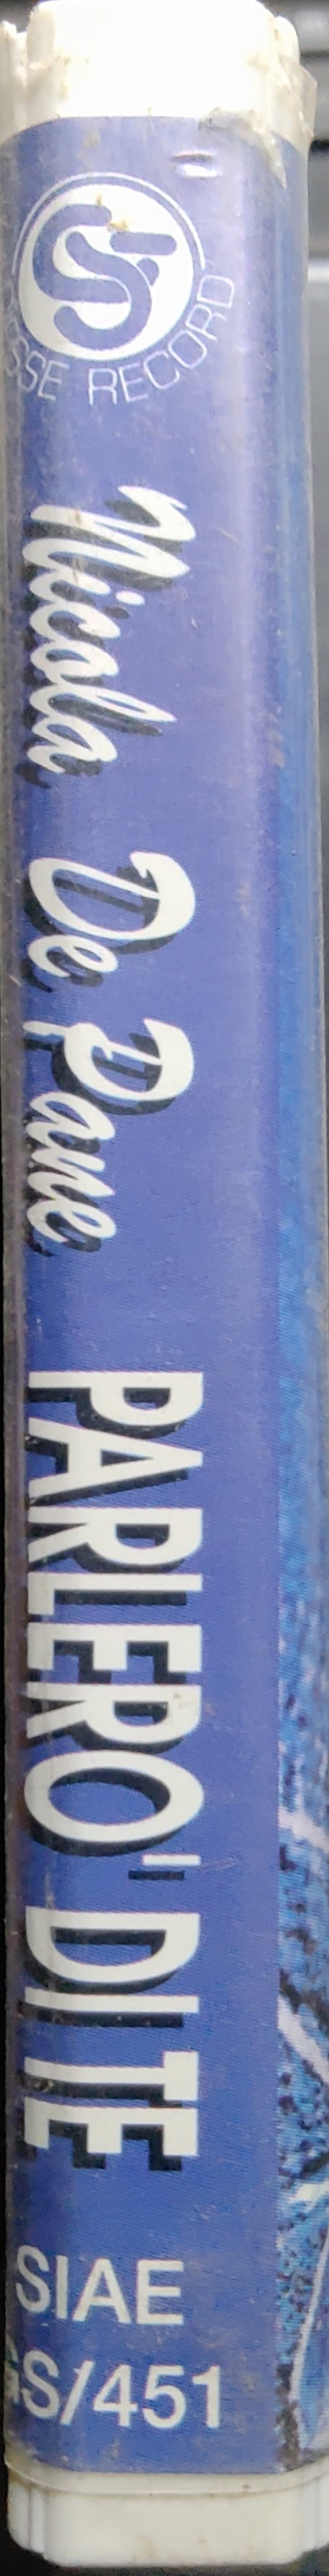 SSE RECORD
Nicola De Pane
PARLERO' DI TE
SIAE
GS/451